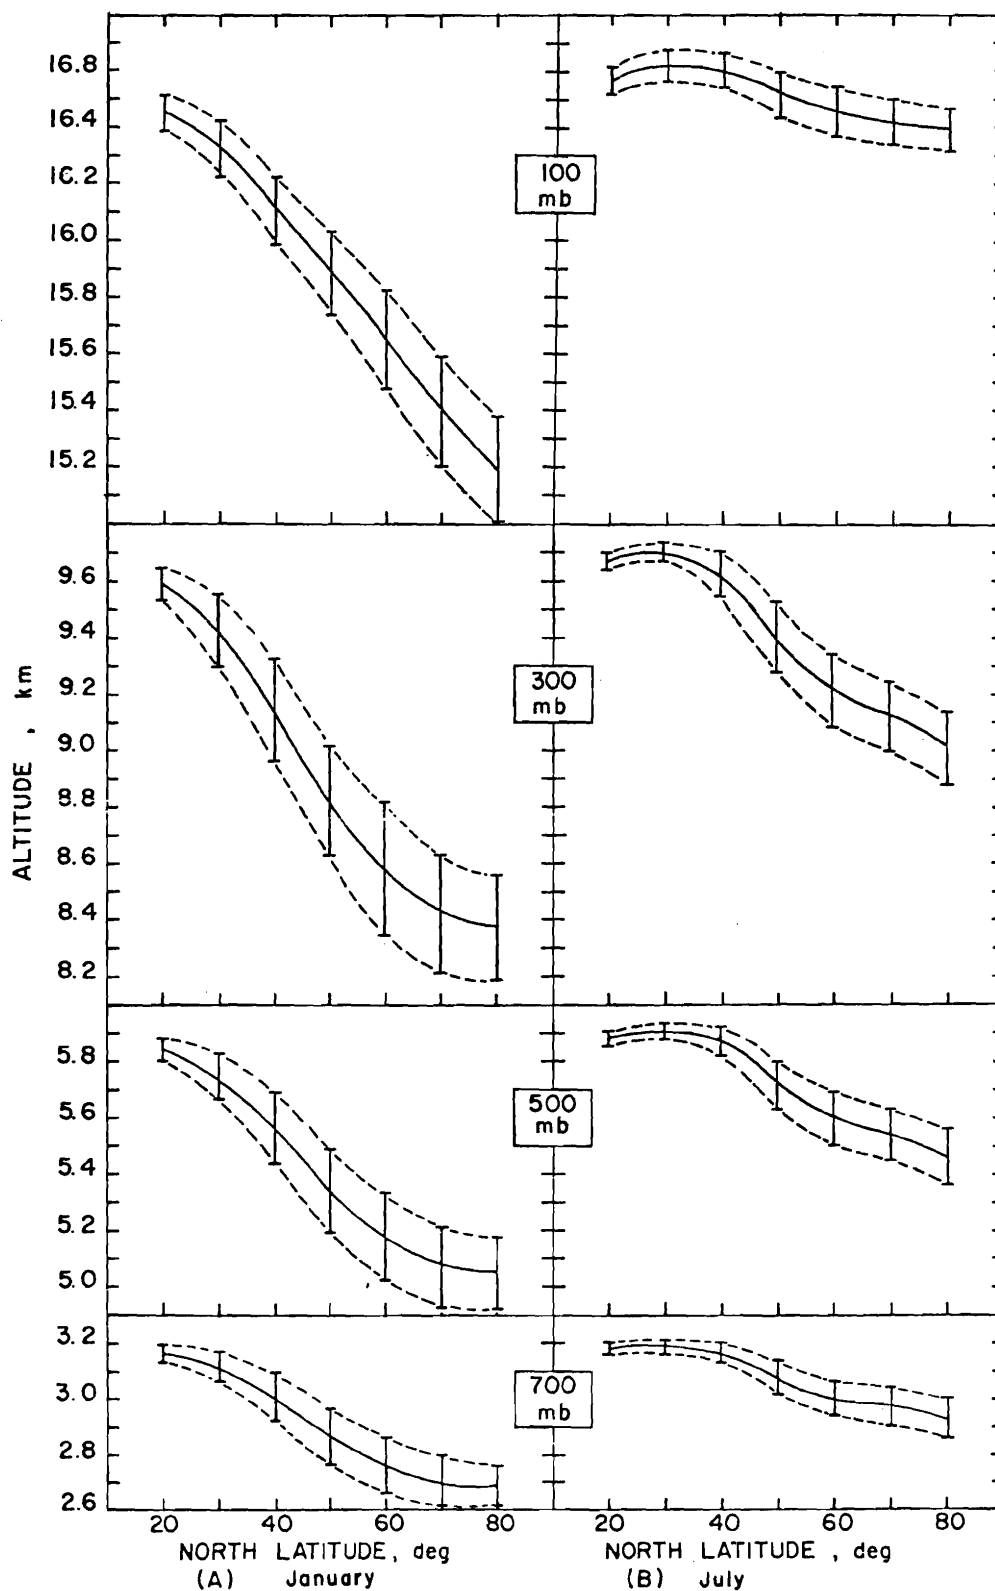 16.8
16.4
16.2
16.0
15.8
15.6
15.4
15.2
100
mb
9.6
9.4
9.2
9.0
8.8
8.6
8.4
8.2
300
mb
ALTITUDE , km
5.8
5.6
5.4
5.2
5.0
500
mb
3.2
3.0
2.8
2.6
700
mb
20 40 60 80
20 40 60 80
NORTH LATITUDE, deg
NORTH LATITUDE , deg
(A) January
(B) July